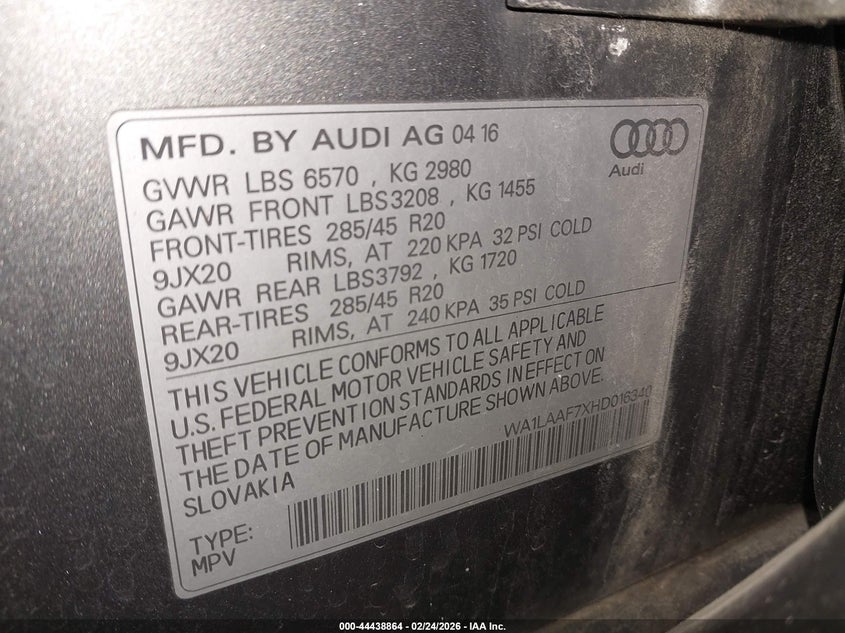 MFD. BY AUDI AG 04 16
Audi
GVWR LBS 6570 , KG 2980
GAWR FRONT LBS3208 , KG 1455
FRONT-TIRES 285/45 R20
9JX20 RIMS, AT 220 KPA 32 PSI COLD
GAWR REAR LBS3792 , KG 1720
REAR-TIRES 285/45 R20
9JX20 RIMS, AT 240 KPA 35 PSI COLD
THIS VEHICLE CONFORMS TO ALL APPLICABLE
U.S. FEDERAL MOTOR VEHICLE SAFETY AND
THEFT PREVENTION STANDARDS IN EFFECT ON
THE DATE OF MANUFACTURE SHOWN ABOVE.
SLOVAKIA
WA1LAAF7XHD016340
TYPE:
MPV
000-44438864 - 02/24/2026 - IAA Inc.